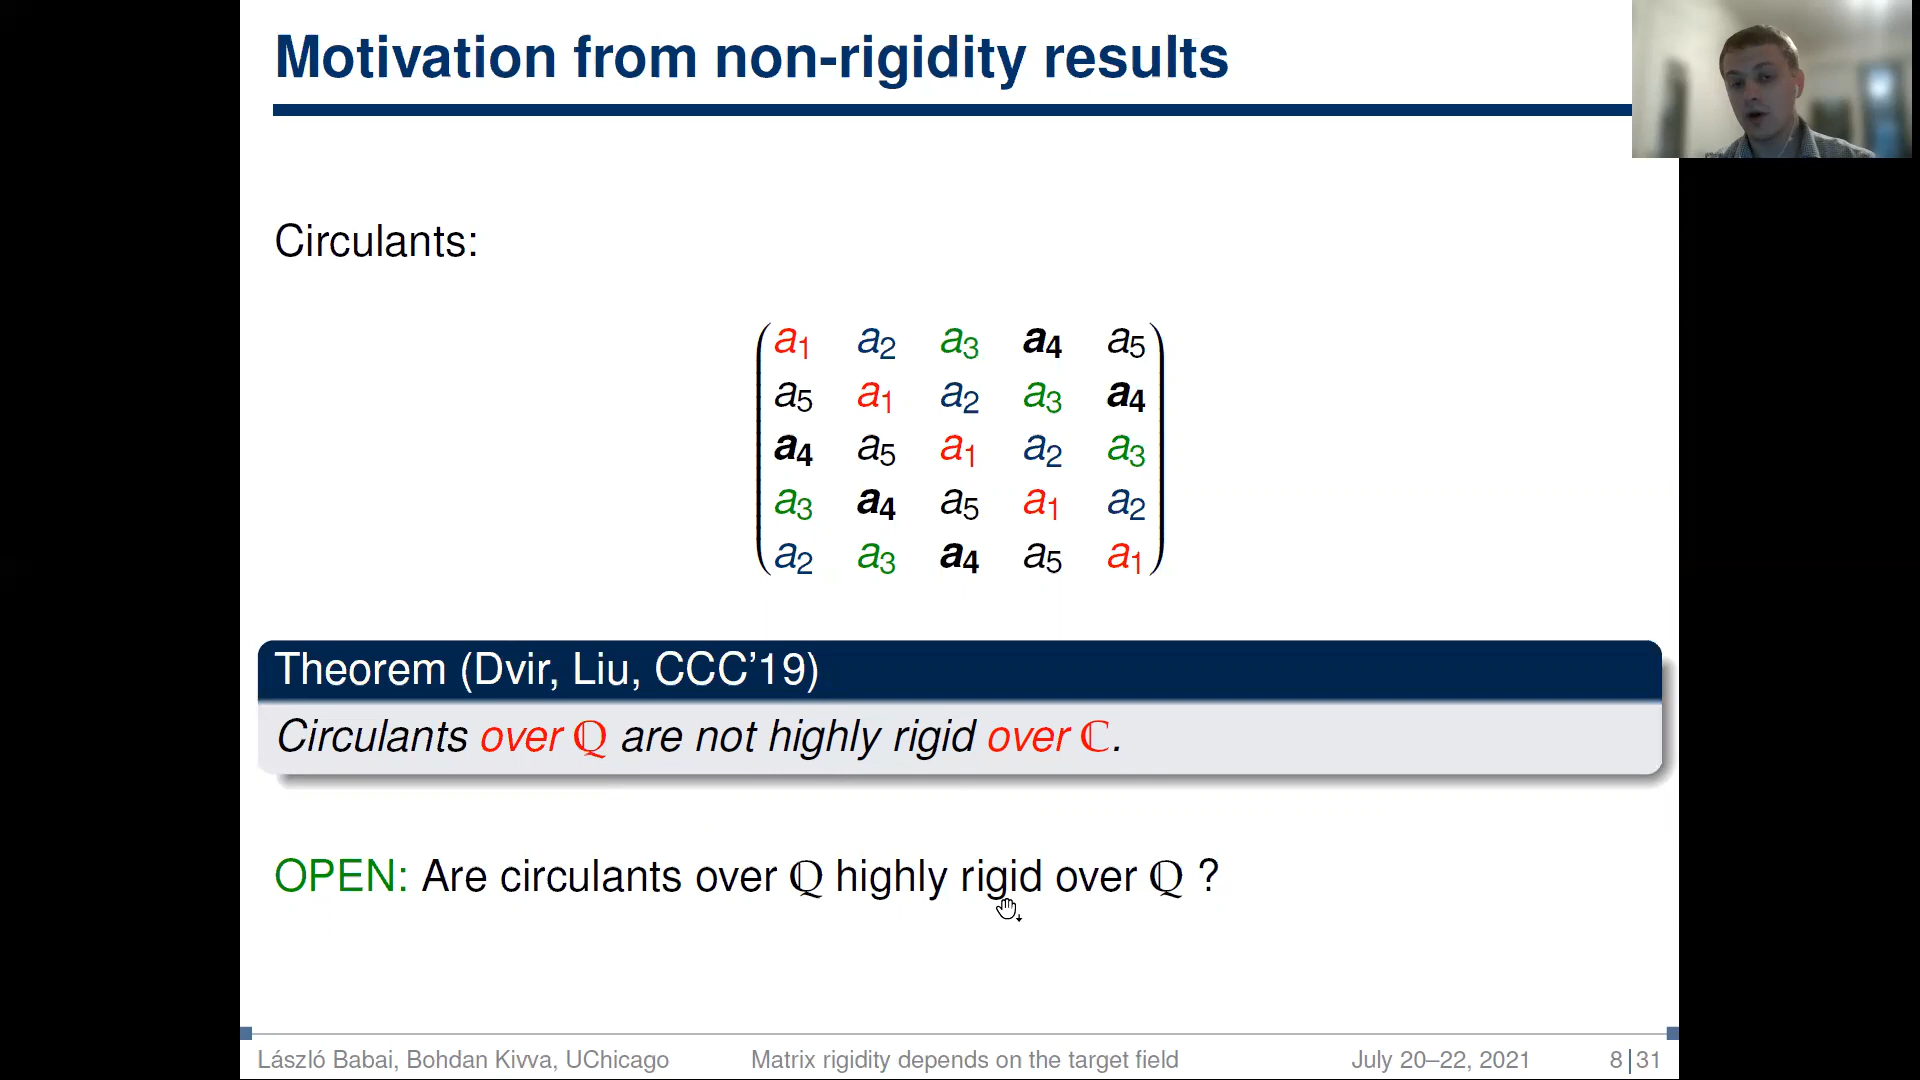 Motivation from non-rigidity results
Circulants:
a1 a2 a3 a4 a5
a5 a1 a2 a3 a4
a4 a5 a1 a2 a3
a3 a4 a5 a1 a2
a2 a3 a4 a5 a1
Theorem (Dvir, Liu, CCC’19)
Circulants over ℚ are not highly rigid over ℂ.
OPEN: Are circulants over ℚ highly rigid over ℚ ?
László Babai, Bohdan Kivva, UChicago Matrix rigidity depends on the target field July 20–22, 2021 8|31